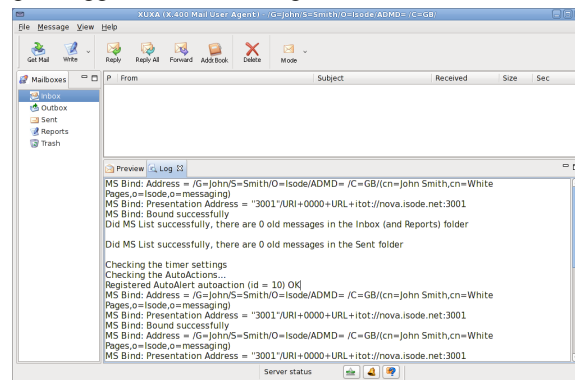 XUXA (X.400 Mail User Agent) - /G=John/S=Smith/O=Isode/ADMD= /C=GB/
File Message View Help
Get Mail Write Reply Reply All Forward Addr.Book Delete Mode
Mailboxes
P From Subject Received Size Sec
Inbox
Outbox
Sent
Reports
Trash
Preview Log
MS Bind: Address = /G=John/S=Smith/O=Isode/ADMD= /C=GB/(cn=John Smith,cn=White
Pages,o=Isode,o=messaging)
MS Bind: Presentation Address = "3001"/URI+0000+URL+itot://nova.isode.net:3001
MS Bind: Bound successfully
Did MS List successfully, there are 0 old messages in the Inbox (and Reports) folder
Did MS List successfully, there are 0 old messages in the Sent folder
Checking the timer settings
Checking the AutoActions...
Registered AutoAlert autoaction (id = 10) OK
MS Bind: Address = /G=John/S=Smith/O=Isode/ADMD= /C=GB/(cn=John Smith,cn=White
Pages,o=Isode,o=messaging)
MS Bind: Presentation Address = "3001"/URI+0000+URL+itot://nova.isode.net:3001
MS Bind: Bound successfully
MS Bind: Address = /G=John/S=Smith/O=Isode/ADMD= /C=GB/(cn=John Smith,cn=White
Pages,o=Isode,o=messaging)
MS Bind: Presentation Address = "3001"/URI+0000+URL+itot://nova.isode.net:3001
Server status